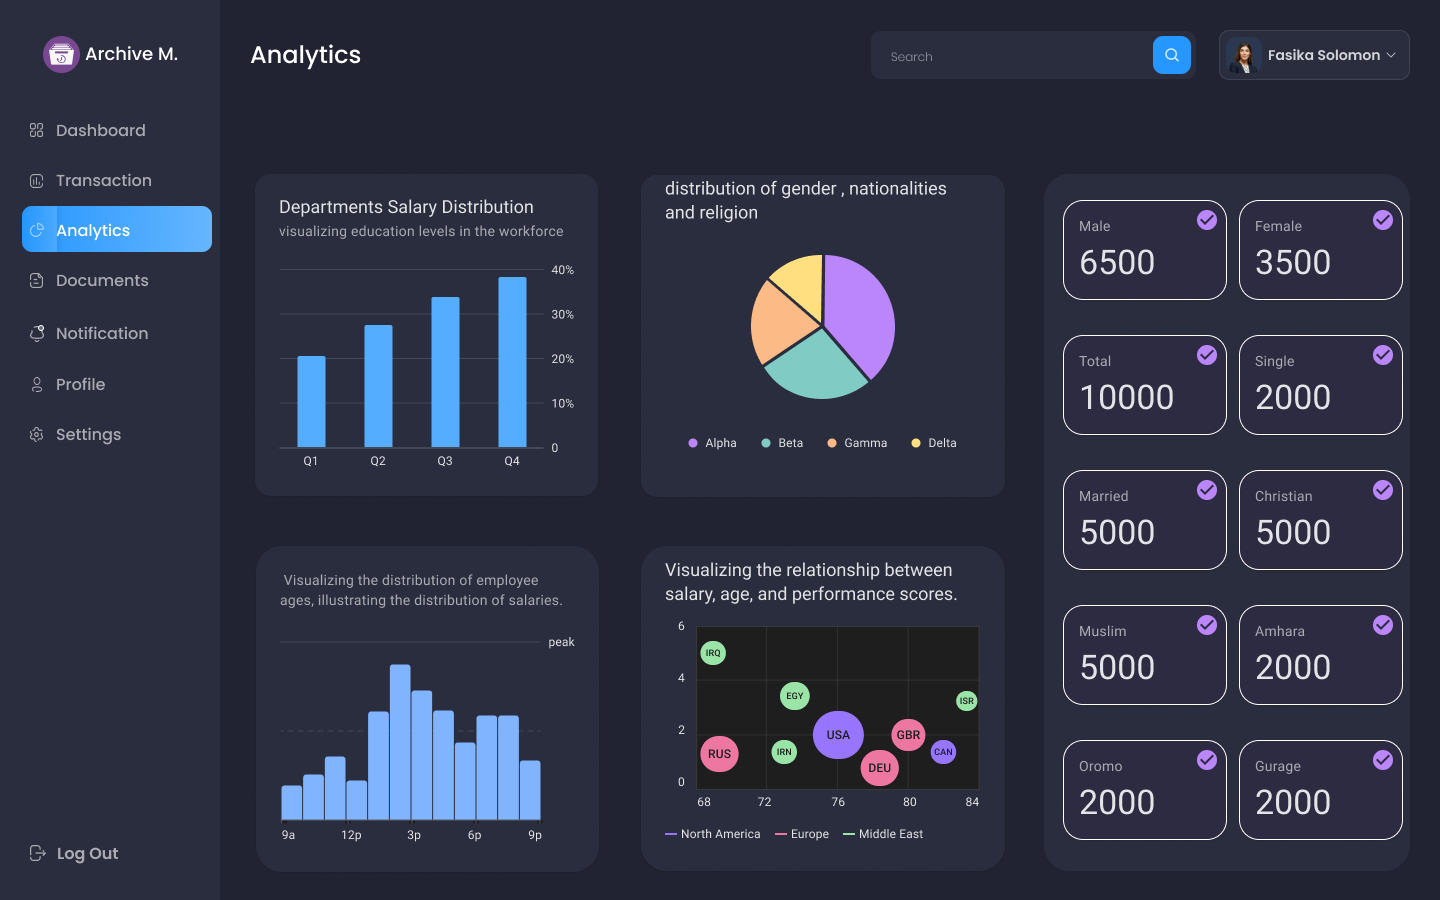 Archive M.
Dashboard
Transaction
Analytics
Documents
Notification
Profile
Settings
Log Out
Analytics
Search
Fasika Solomon
Departments Salary Distribution
visualizing education levels in the workforce
40%
30%
20%
10%
0
Q1 Q2 Q3 Q4
distribution of gender , nationalities
and religion
Alpha Beta Gamma Delta
Visualizing the distribution of employee
ages, illustrating the distribution of salaries.
peak
9a 12p 3p 6p 9p
Visualizing the relationship between
salary, age, and performance scores.
6
4
2
0
IRQ
EGY
ISR
USA
GBR
RUS
IRN
CAN
DEU
68 72 76 80 84
North America Europe Middle East
Male
6500
Female
3500
Total
10000
Single
2000
Married
5000
Christian
5000
Muslim
5000
Amhara
2000
Oromo
2000
Gurage
2000